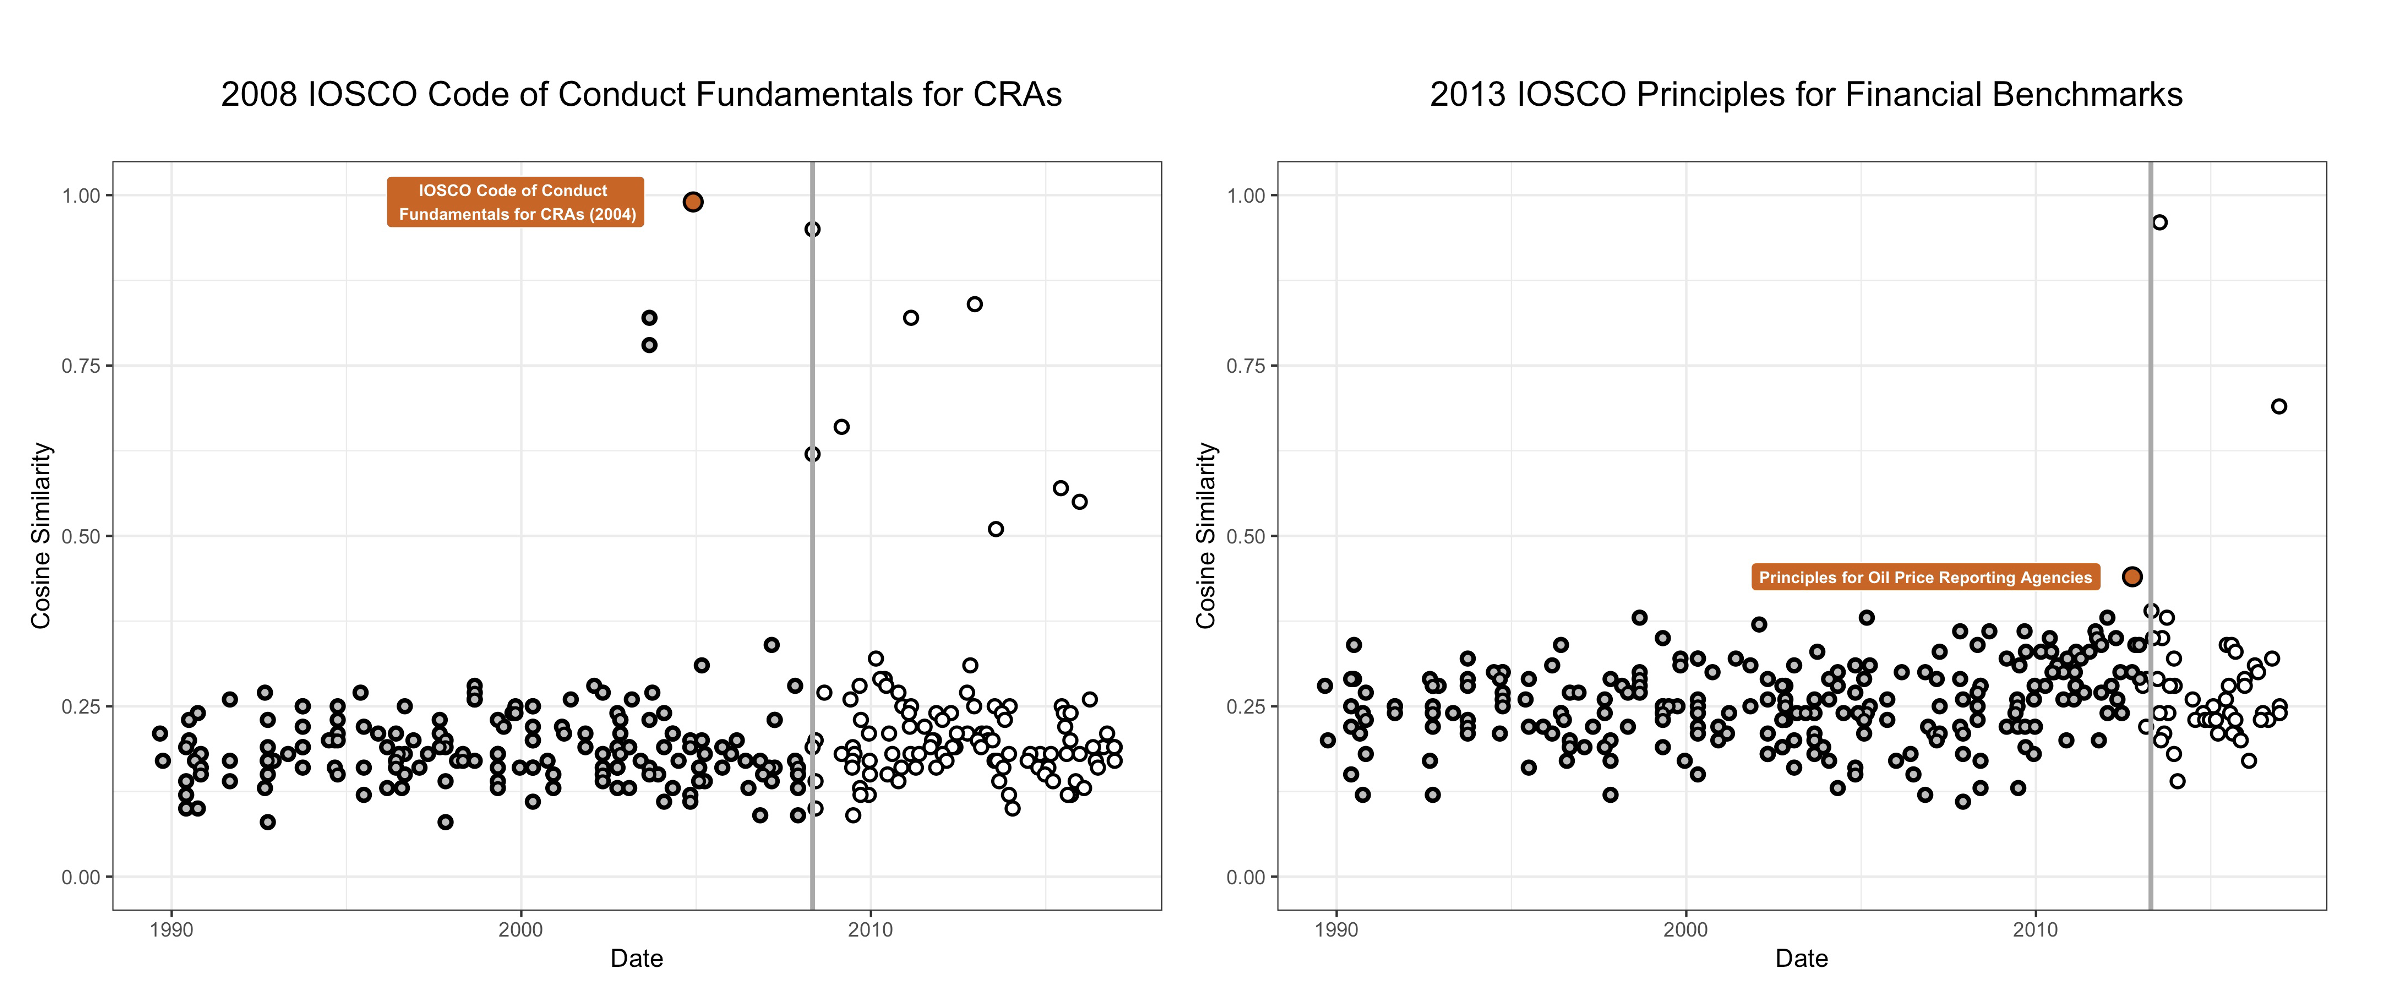 2008 IOSCO Code of Conduct Fundamentals for CRAs
1.00
0.75
0.50
0.25
0.00
Cosine Similarity
IOSCO Code of Conduct
Fundamentals for CRAs (2004)
1990
2000
2010
Date
2013 IOSCO Principles for Financial Benchmarks
1.00
0.75
0.50
0.25
0.00
Cosine Similarity
Principles for Oil Price Reporting Agencies
1990
2000
2010
Date